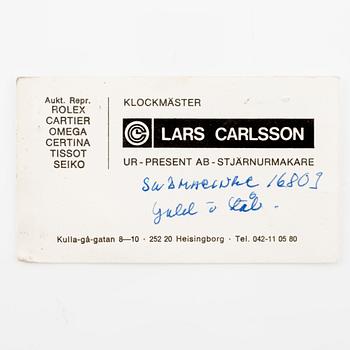 Aukt. Repr.
ROLEX
CARTIER
OMEGA
CERTINA
TISSOT
SEIKO
KLOCKMÄSTER
LARS CARLSSON
UR - PRESENT AB - STJÄRNURMAKARE
SUBMARINER 16803
Guld o stål.
Kulla-gå-gatan 8—10 · 252 20 Helsingborg · Tel. 042-11 05 80